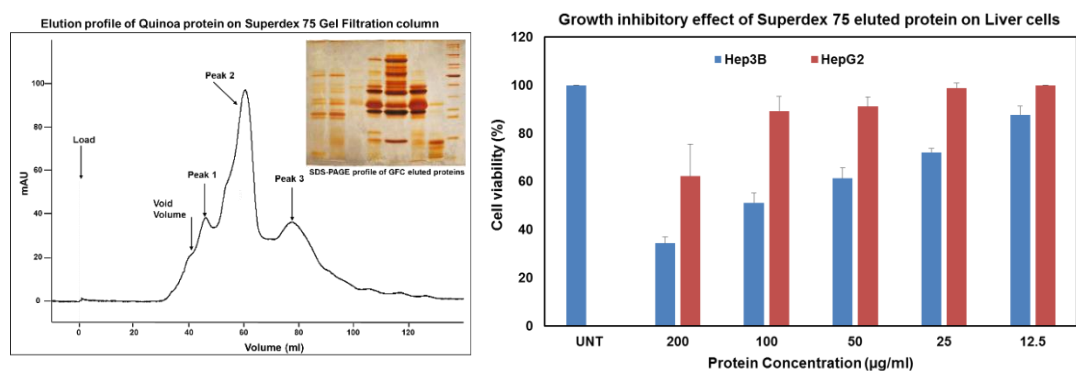 Elution profile of Quinoa protein on Superdex 75 Gel Filtration column
100
80
60
40
20
0
mAU
Load
Void
Volume
Peak 1
Peak 2
Peak 3
SDS-PAGE profile of GFC eluted proteins
0
20
40
60
80
100
120
Volume (ml)
Growth inhibitory effect of Superdex 75 eluted protein on Liver cells
Hep3B
HepG2
120
100
80
60
40
20
0
Cell viability (%)
UNT
200
100
50
25
12.5
Protein Concentration (µg/ml)